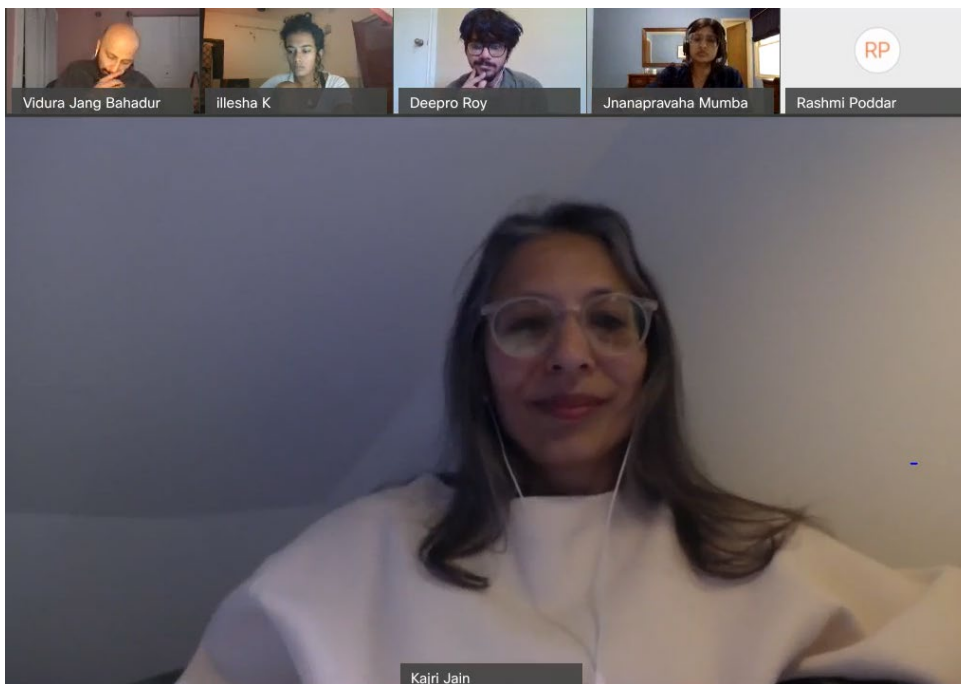 RP
Vidura Jang Bahadur
illesha K
Deepro Roy
Jnanapravaha Mumba
Rashmi Poddar
Kajri Jain